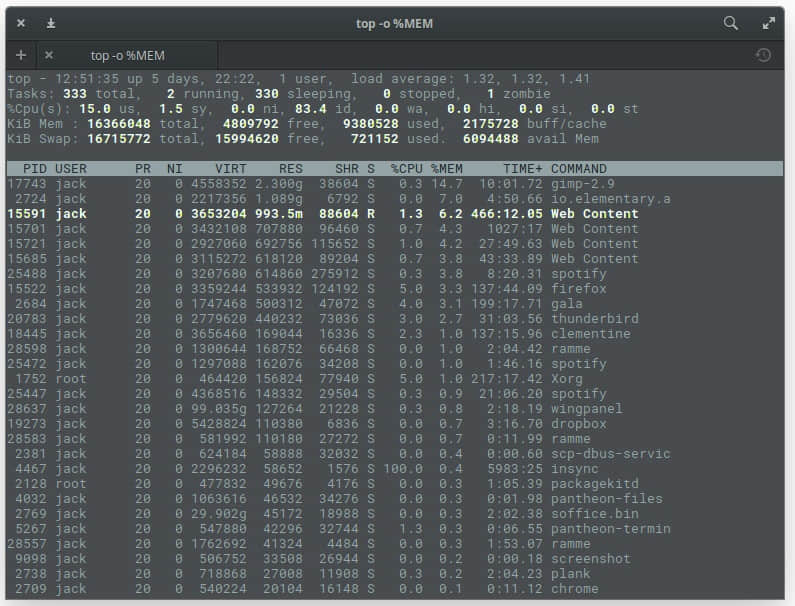 top -o %MEM
top -o %MEM
top - 12:51:35 up 5 days, 22:22,  1 user,  load average: 1.32, 1.32, 1.41
Tasks: 333 total,   2 running, 330 sleeping,   0 stopped,   1 zombie
%Cpu(s): 15.0 us,  1.5 sy,  0.0 ni, 83.4 id,  0.0 wa,  0.0 hi,  0.0 si,  0.0 st
KiB Mem : 16366048 total,  4809792 free,  9380528 used,  2175728 buff/cache
KiB Swap: 16715772 total, 15994620 free,   721152 used.  6094488 avail Mem
PID USER      PR  NI    VIRT    RES    SHR S  %CPU %MEM     TIME+ COMMAND
17743 jack      20   0 4558352 2.300g  38604 S   0.3 14.7  10:01.72 gimp-2.9
2724 jack      20   0 2217356 1.089g   6792 S   0.0  7.0   4:50.66 io.elementary.a
15591 jack      20   0 3653204 993.5m  88604 R   1.3  6.2 466:12.05 Web Content
15701 jack      20   0 3432108 707880  96460 S   0.7  4.3   1027:17 Web Content
15721 jack      20   0 2927060 692756 115652 S   1.0  4.2  27:49.63 Web Content
15685 jack      20   0 3115272 618120  89204 S   0.7  3.8  43:33.89 Web Content
25488 jack      20   0 3207680 614860 275912 S   0.3  3.8   8:20.31 spotify
15522 jack      20   0 3359244 533932 124192 S   5.0  3.3 137:44.09 firefox
2684 jack      20   0 1747468 500312  47072 S   4.0  3.1 199:17.71 gala
20783 jack      20   0 2779620 440232  73036 S   3.0  2.7  31:03.56 thunderbird
18445 jack      20   0 3656460 169044  16336 S   2.3  1.0 137:15.96 clementine
28598 jack      20   0 1300644 168752  66468 S   0.0  1.0   2:04.42 ramme
25472 jack      20   0 1297088 162076  34208 S   0.0  1.0   1:46.16 spotify
1752 root      20   0  464420 156824  77940 S   5.0  1.0 217:17.42 Xorg
25447 jack      20   0 4368516 148332  29504 S   0.3  0.9  21:06.20 spotify
28637 jack      20   0 99.035g 127264  21228 S   0.3  0.8   2:18.19 wingpanel
19273 jack      20   0 5428824 110380   6836 S   0.0  0.7   3:16.70 dropbox
28583 jack      20   0  581992 110180  27272 S   0.0  0.7   0:11.99 ramme
2381 jack      20   0  624184  58888  32032 S   0.0  0.4   0:00.60 scp-dbus-servic
4467 jack      20   0 2296232  58652   1576 S 100.0  0.4   5983:25 insync
2128 root      20   0  477832  49676   4176 S   0.0  0.3   1:05.39 packagekitd
4032 jack      20   0 1063616  46532  34276 S   0.0  0.3   0:01.98 pantheon-files
2769 jack      20   0 29.902g  45172  18988 S   0.0  0.3   2:02.38 soffice.bin
5267 jack      20   0  547880  42296  32744 S   1.3  0.3   0:06.55 pantheon-termin
28557 jack      20   0 1762692  41324   4484 S   0.0  0.3   1:53.07 ramme
9098 jack      20   0  506752  33508  26944 S   0.0  0.2   0:00.18 screenshot
2738 jack      20   0  718868  27008  11908 S   0.3  0.2   2:04.23 plank
2709 jack      20   0  540224  20104  16148 S   0.0  0.1   0:11.12 chrome